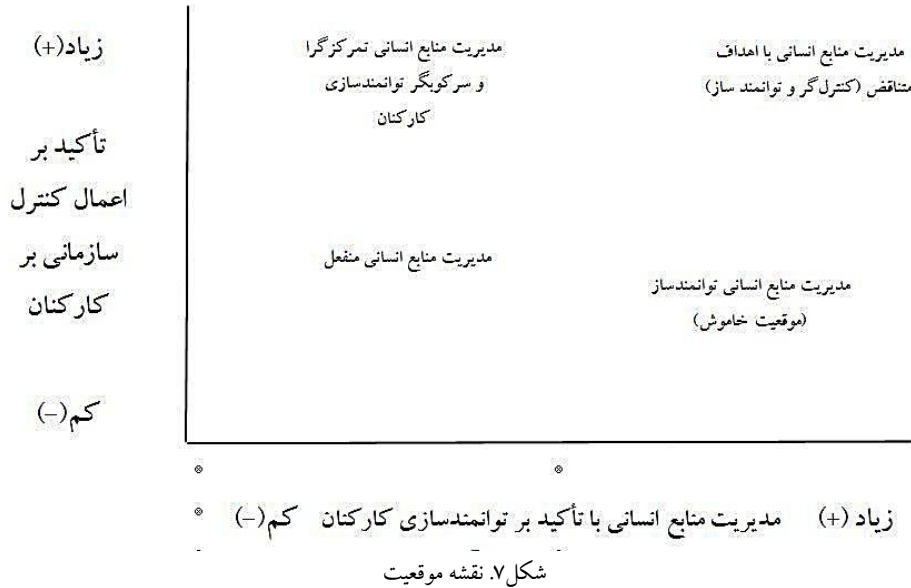 زیاد(+)
تأکید بر
اعمال کنترل
سازمانی بر
کارکنان
کم(–)
مدیریت منابع انسانی با اهداف
متناقض (کنترل‌گر و توانمند ساز)
مدیریت منابع انسانی تمرکزگرا
و سرکوبگر توانمندسازی
کارکنان
مدیریت منابع انسانی توانمندساز
(موقعیت خاموش)
مدیریت منابع انسانی منفعل
زیاد (+) مدیریت منابع انسانی با تأکید بر توانمندسازی کارکنان کم(–)
شکل۷. نقشه موقعیت